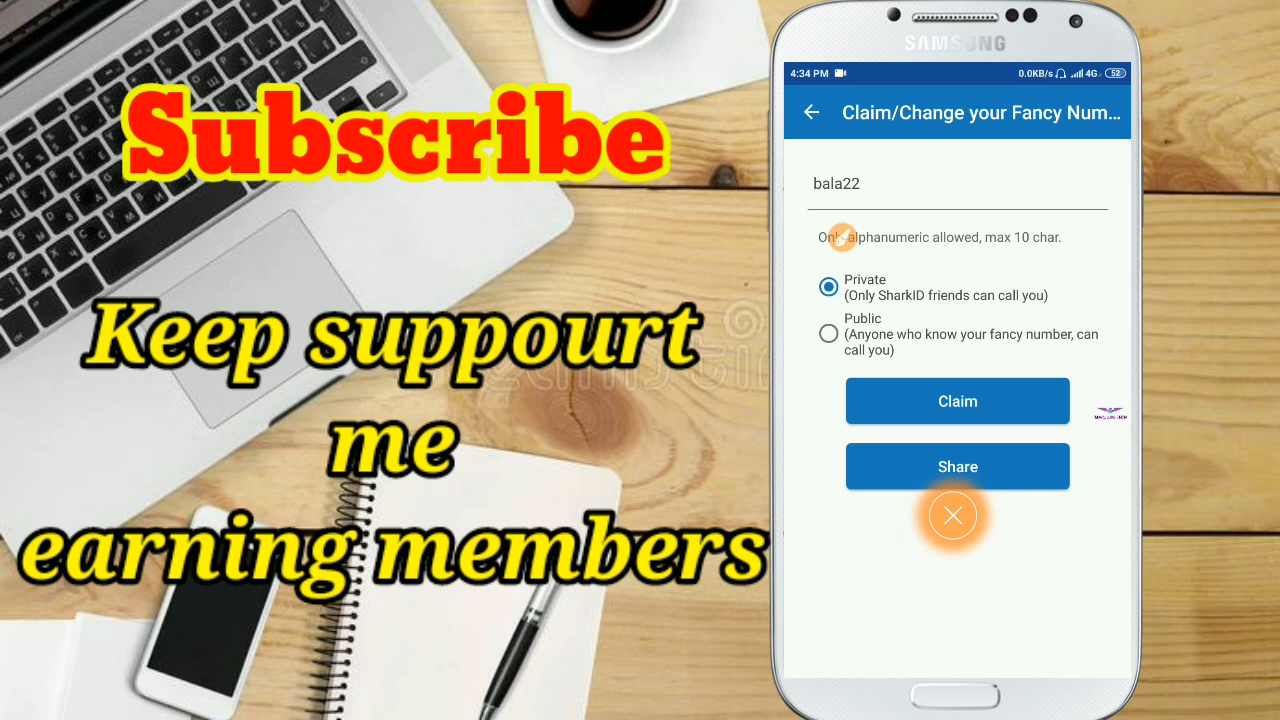 Subscribe
Keep suppourt
me
earning members
SAMSUNG
4:34 PM
0.0KB/s
4G
52
Claim/Change your Fancy Num...
bala22
alphanumeric allowed, max 10 char.
Private
(Only SharkID friends can call you)
Public
(Anyone who know your fancy number, can
call you)
Claim
Share